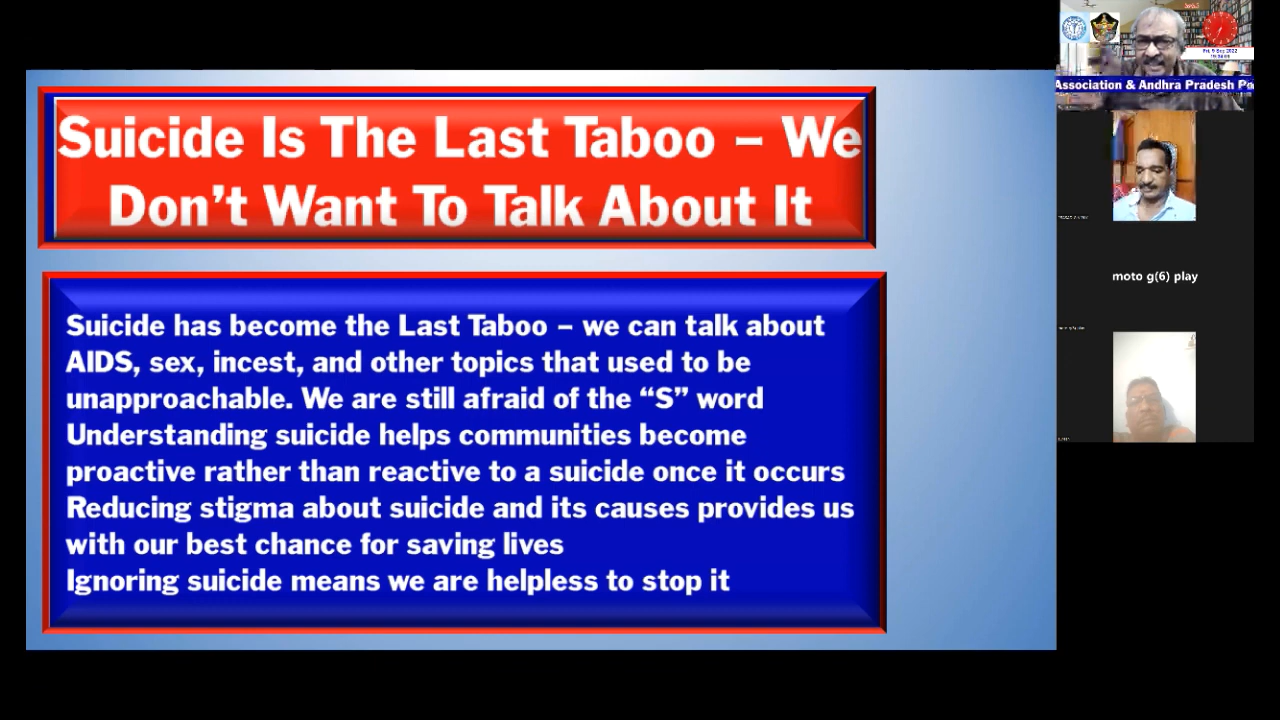 Suicide Is The Last Taboo – We
Don’t Want To Talk About It
Suicide has become the Last Taboo – we can talk about
AIDS, sex, incest, and other topics that used to be
unapproachable. We are still afraid of the “S” word
Understanding suicide helps communities become
proactive rather than reactive to a suicide once it occurs
Reducing stigma about suicide and its causes provides us
with our best chance for saving lives
Ignoring suicide means we are helpless to stop it
Fri, 9 Sep 2022
Association & Andhra Pradesh
moto g(6) play